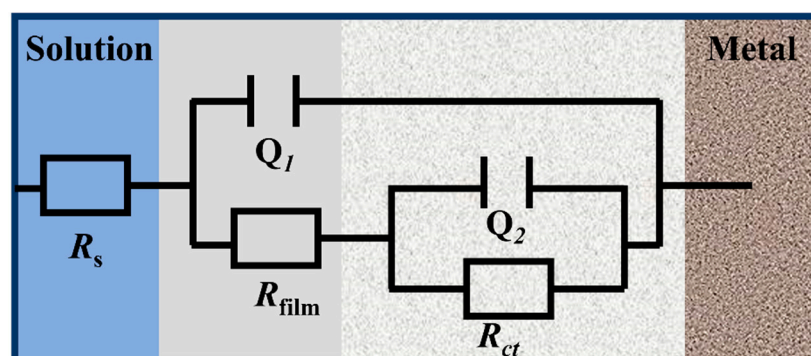 Solution
Metal
Q1
Rs
Q2
Rfilm
Rct